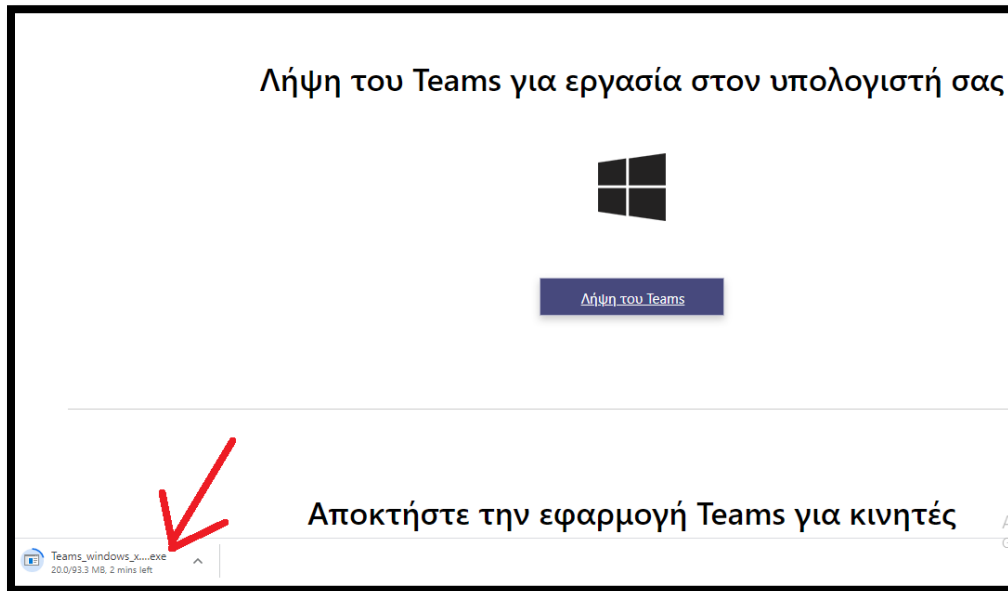 Λήψη του Teams για εργασία στον υπολογιστή σας
Λήψη του Teams
Αποκτήστε την εφαρμογή Teams για κινητές
Teams_windows_x....exe
20.0/93.3 MB, 2 mins left